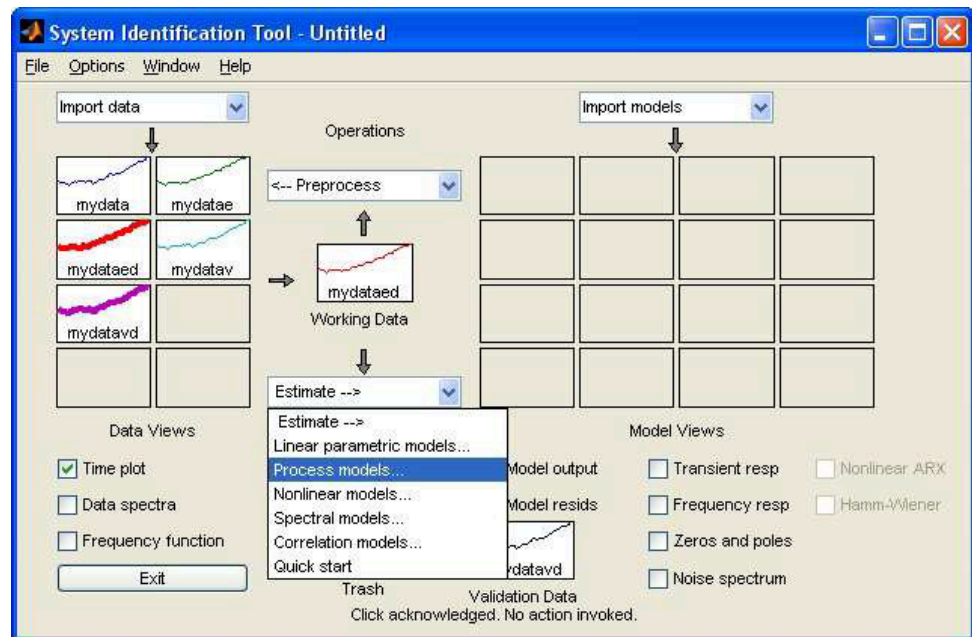 System Identification Tool - Untitled
File Options Window Help
Import data
Import models
Operations
<-- Preprocess
mydata
mydatae
mydataed
mydatav
mydatavd
mydataed
Working Data
Estimate -->
Data Views
Model Views
Estimate -->
Linear parametric models...
Process models...
Nonlinear models...
Spectral models...
Correlation models...
Quick start
Time plot
Data spectra
Frequency function
Exit
Trash
Model output
Model resids
mydatavd
Validation Data
Transient resp
Frequency resp
Zeros and poles
Noise spectrum
Nonlinear ARX
Hamm-Wiener
Click acknowledged. No action invoked.